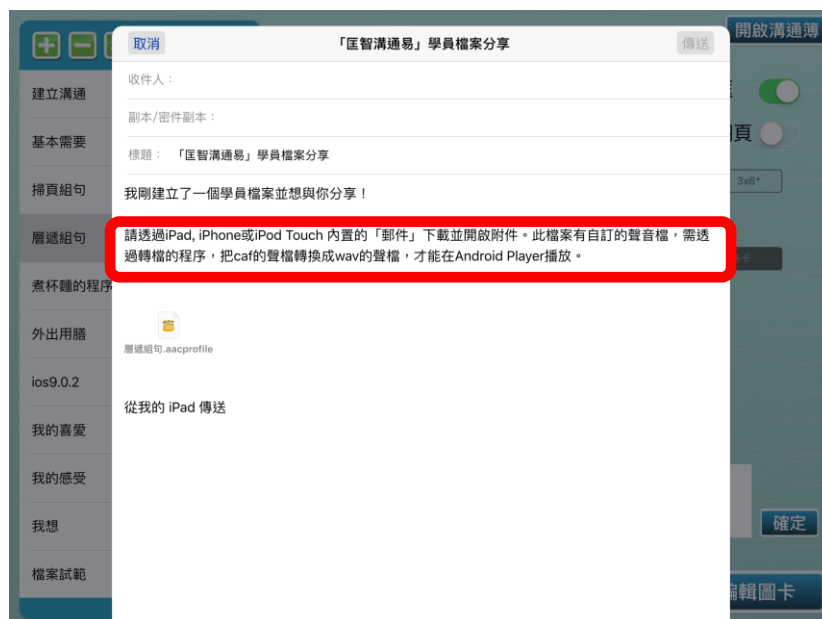 取消
「匡智溝通易」學員檔案分享
傳送
開啟溝通簿
收件人：
副本/密件副本：
標題： 「匡智溝通易」學員檔案分享
我剛建立了一個學員檔案並想與你分享！
請透過iPad, iPhone或iPod Touch 內置的「郵件」下載並開啟附件。此檔案有自訂的聲音檔，需透
過轉檔的程序，把caf的聲檔轉換成wav的聲檔，才能在Android Player播放。
層遞組句.aacprofile
從我的 iPad 傳送
建立溝通
基本需要
掃頁組句
層遞組句
煮杯麵的程序
外出用膳
ios9.0.2
我的喜愛
我的感受
我想
檔案試範
頁
3x6*
卡
確定
編輯圖卡